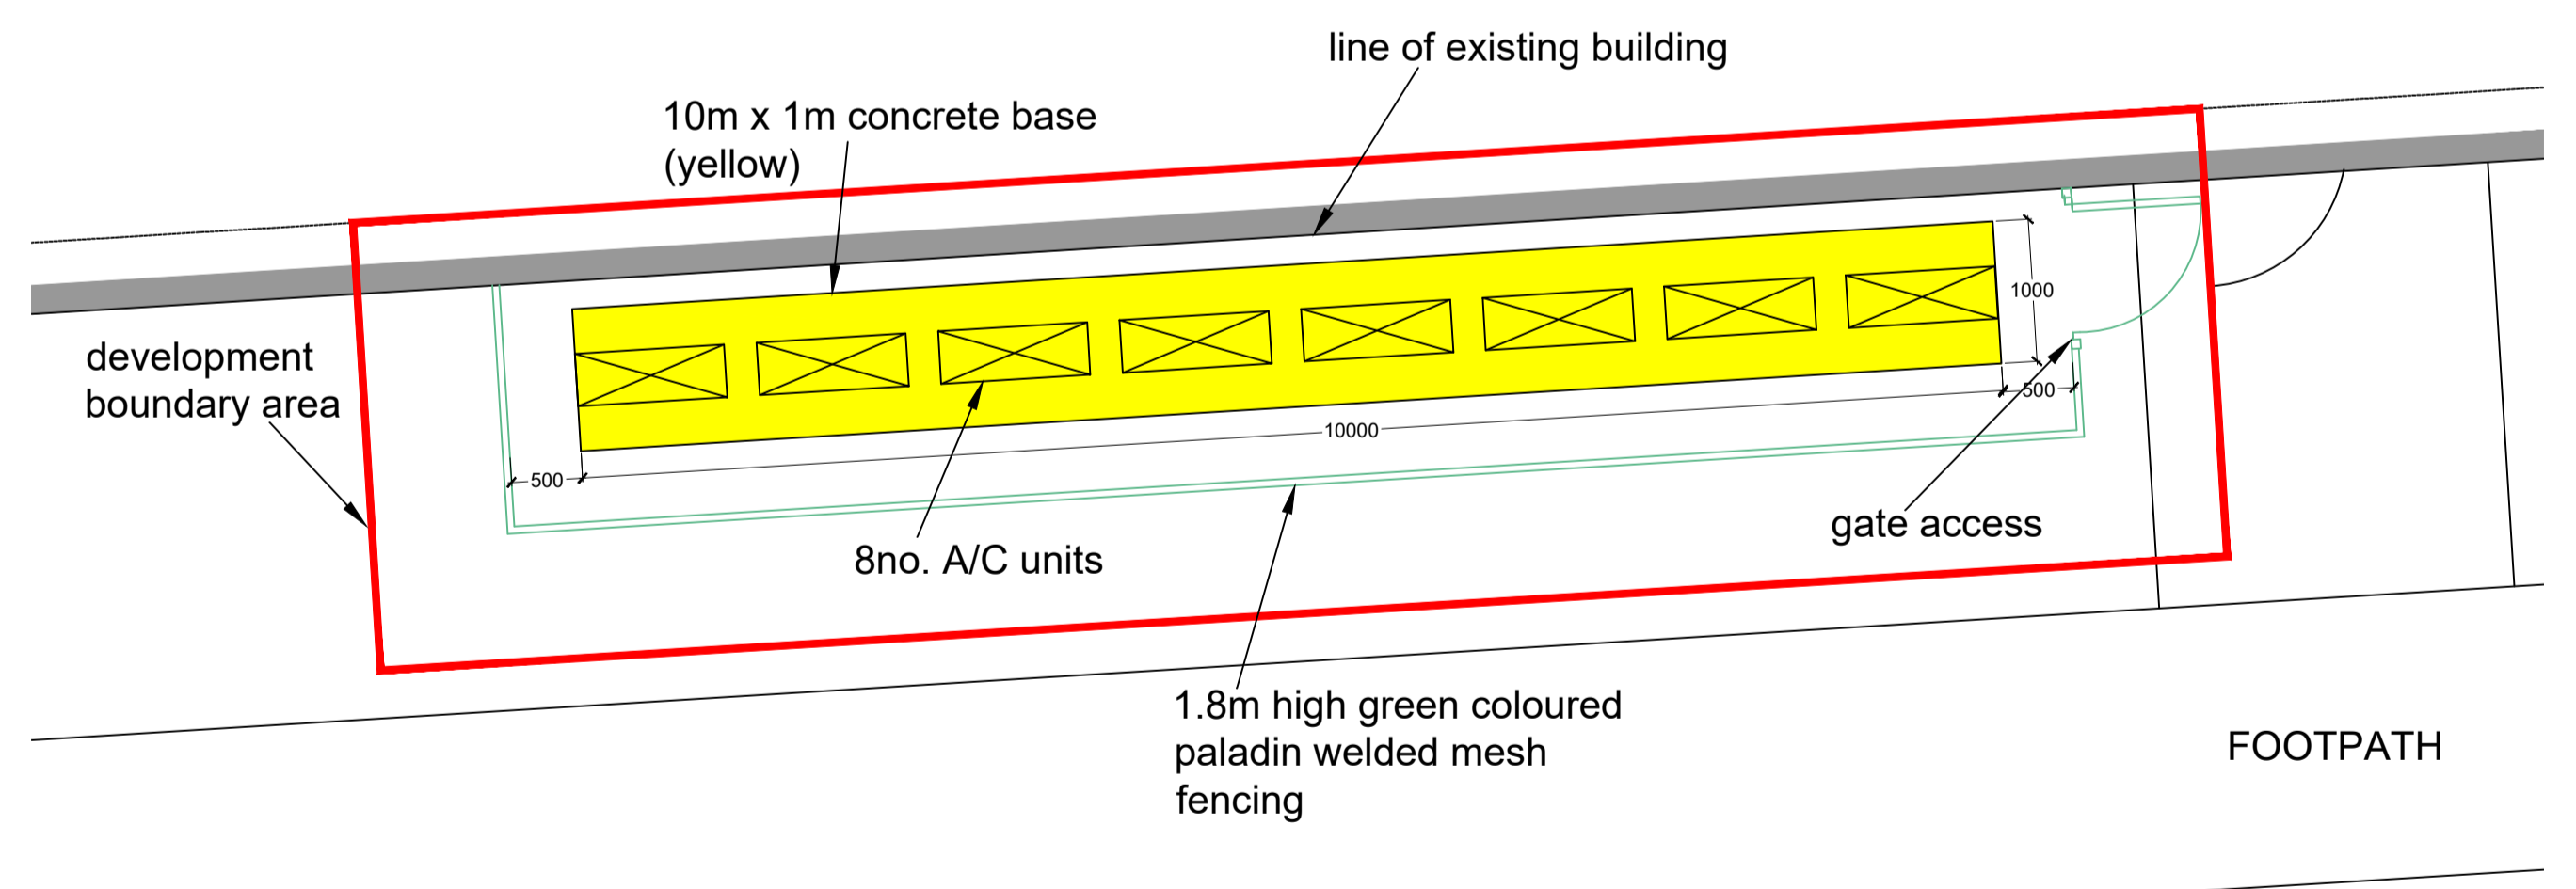 line of existing building
10m x 1m concrete base
(yellow)
1000
development
boundary area
500
10000
500
gate access
8no. A/C units
1.8m high green coloured
paladin welded mesh
fencing
FOOTPATH